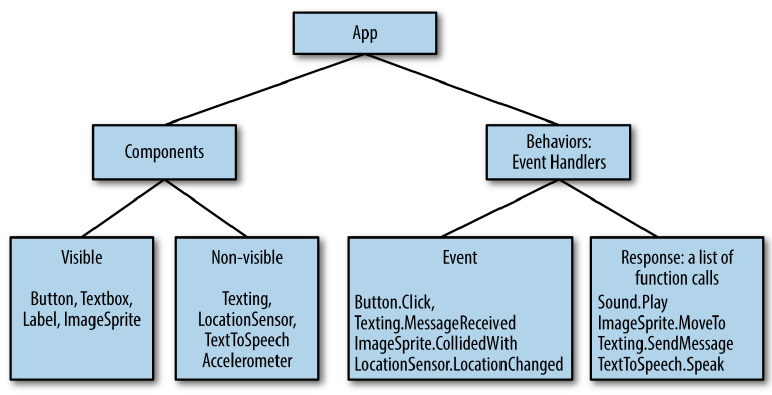 App
Components
Behaviors:
Event Handlers
Visible
Button, Textbox,
Label, ImageSprite
Non-visible
Texting,
LocationSensor,
TextToSpeech
Accelerometer
Event
Button.Click,
Texting.MessageReceived
ImageSprite.CollidedWith
LocationSensor.LocationChanged
Response: a list of
function calls
Sound.Play
ImageSprite.MoveTo
Texting.SendMessage
TextToSpeech.Speak